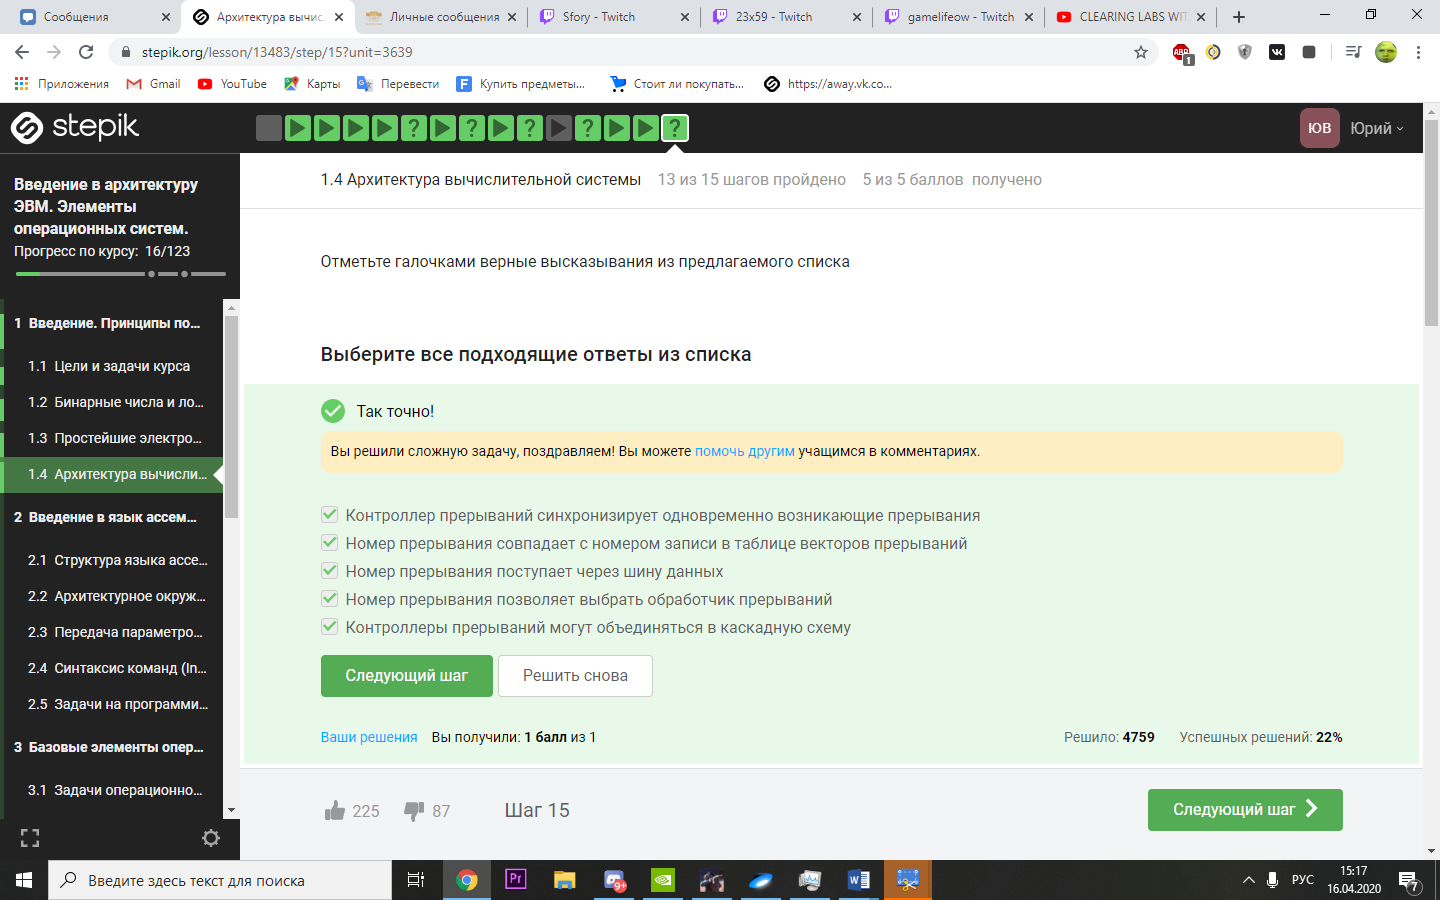 Сообщения
Архитектура вычис
Личные сообщения
Sfory - Twitch
23x59 - Twitch
gamelifeow - Twitch
CLEARING LABS WIT
stepik.org/lesson/13483/step/15?unit=3639
ABP
1
Приложения
Gmail
YouTube
Карты
Перевести
Купить предметы...
Стоит ли покупать...
https://away.vk.co...
stepik
ЮВ
Юрий
Введение в архитектуру
ЭВМ. Элементы
операционных систем.
Прогресс по курсу: 16/123
1 Введение. Принципы по...
1.1 Цели и задачи курса
1.2 Бинарные числа и ло...
1.3 Простейшие электро...
1.4 Архитектура вычисли...
2 Введение в язык ассем...
2.1 Структура языка ассе...
2.2 Архитектурное окруж...
2.3 Передача параметро...
2.4 Синтаксис команд (In...
2.5 Задачи на программи...
3 Базовые элементы опер...
3.1 Задачи операционно...
1.4 Архитектура вычислительной системы 13 из 15 шагов пройдено 5 из 5 баллов получено
Отметьте галочками верные высказывания из предлагаемого списка
Выберите все подходящие ответы из списка
Так точно!
Вы решили сложную задачу, поздравляем! Вы можете помочь другим учащимся в комментариях.
Контроллер прерываний синхронизирует одновременно возникающие прерывания
Номер прерывания совпадает с номером записи в таблице векторов прерываний
Номер прерывания поступает через шину данных
Номер прерывания позволяет выбрать обработчик прерываний
Контроллеры прерываний могут объединяться в каскадную схему
Следующий шаг
Решить снова
Ваши решения Вы получили: 1 балл из 1
Решило: 4759 Успешных решений: 22%
225
87
Шаг 15
Следующий шаг
Введите здесь текст для поиска
Pr
9+
РУС
15:17
16.04.2020
7